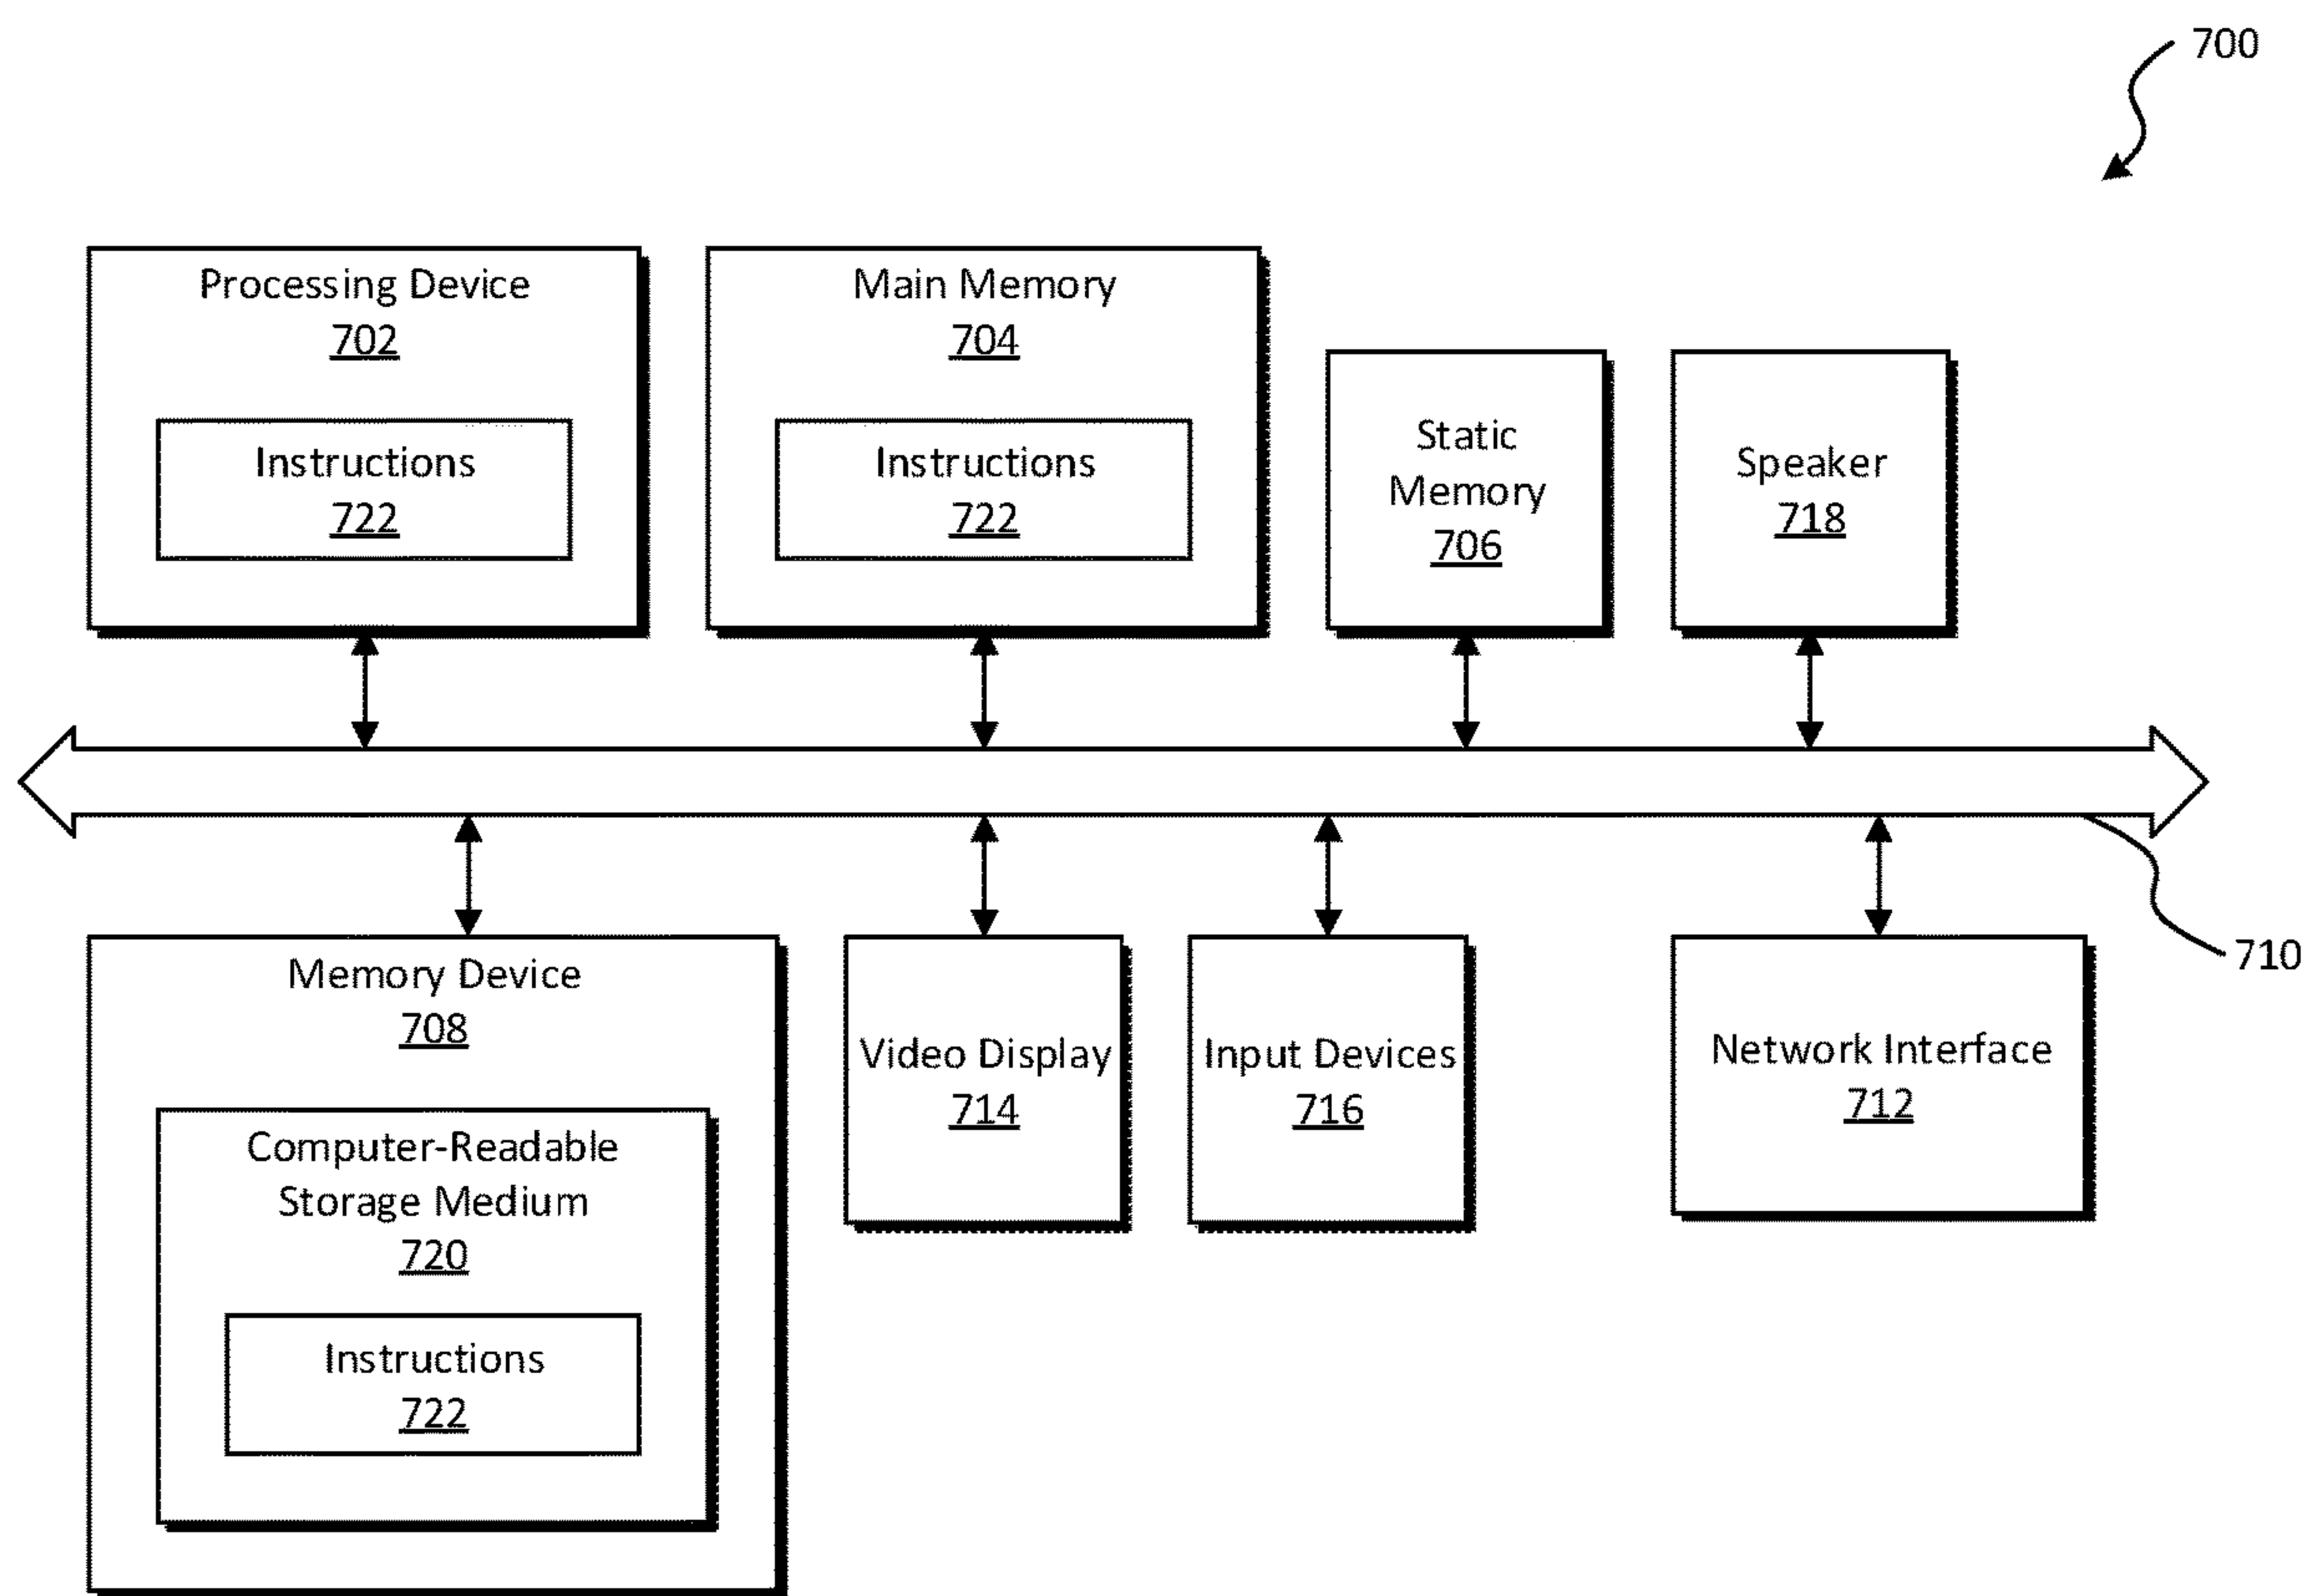 700
Processing Device
702
Instructions
722
Main Memory
704
Instructions
722
Static
Memory
706
Speaker
718
710
Memory Device
708
Computer-Readable
Storage Medium
720
Instructions
722
Video Display
714
Input Devices
716
Network Interface
712